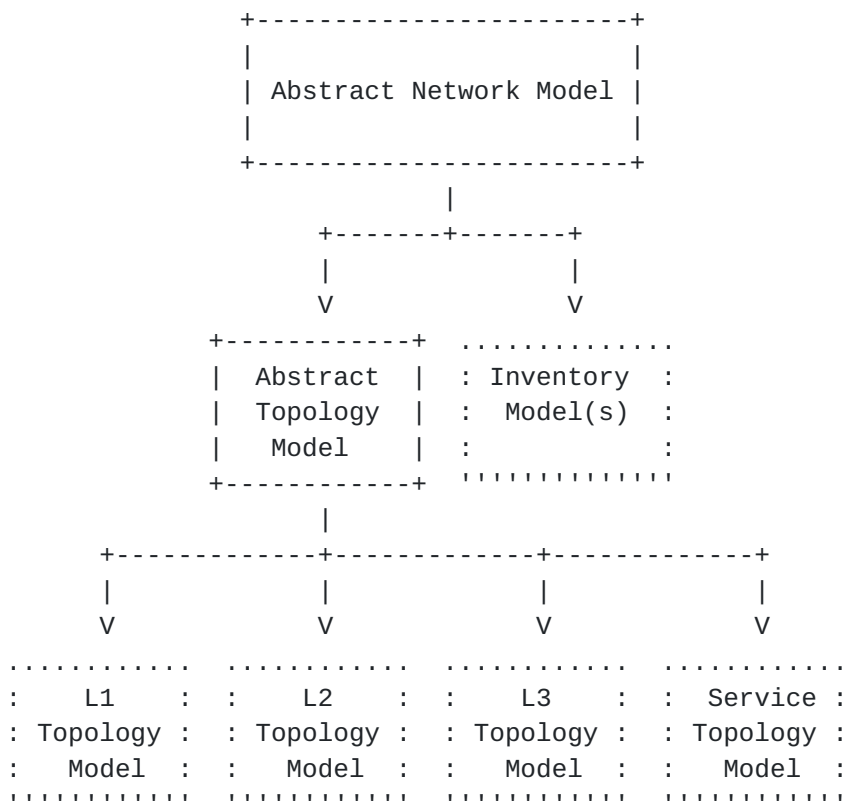 +------------------------+
|                        |
| Abstract Network Model |
|                        |
+------------------------+
|
+-------+-------+
|               |
V               V
+------------+  ..............
|  Abstract  |  : Inventory  :
|  Topology  |  :  Model(s)  :
|   Model    |  :            :
+------------+  ''''''''''''''
|
+-------------+-------------+-------------+
|             |             |             |
V             V             V             V
............  ............  ............  ............
:    L1    :  :    L2    :  :    L3    :  :  Service :
: Topology :  : Topology :  : Topology :  : Topology :
:   Model  :  :   Model  :  :   Model  :  :   Model  :
''''''''''''  ''''''''''''  ''''''''''''  ''''''''''''